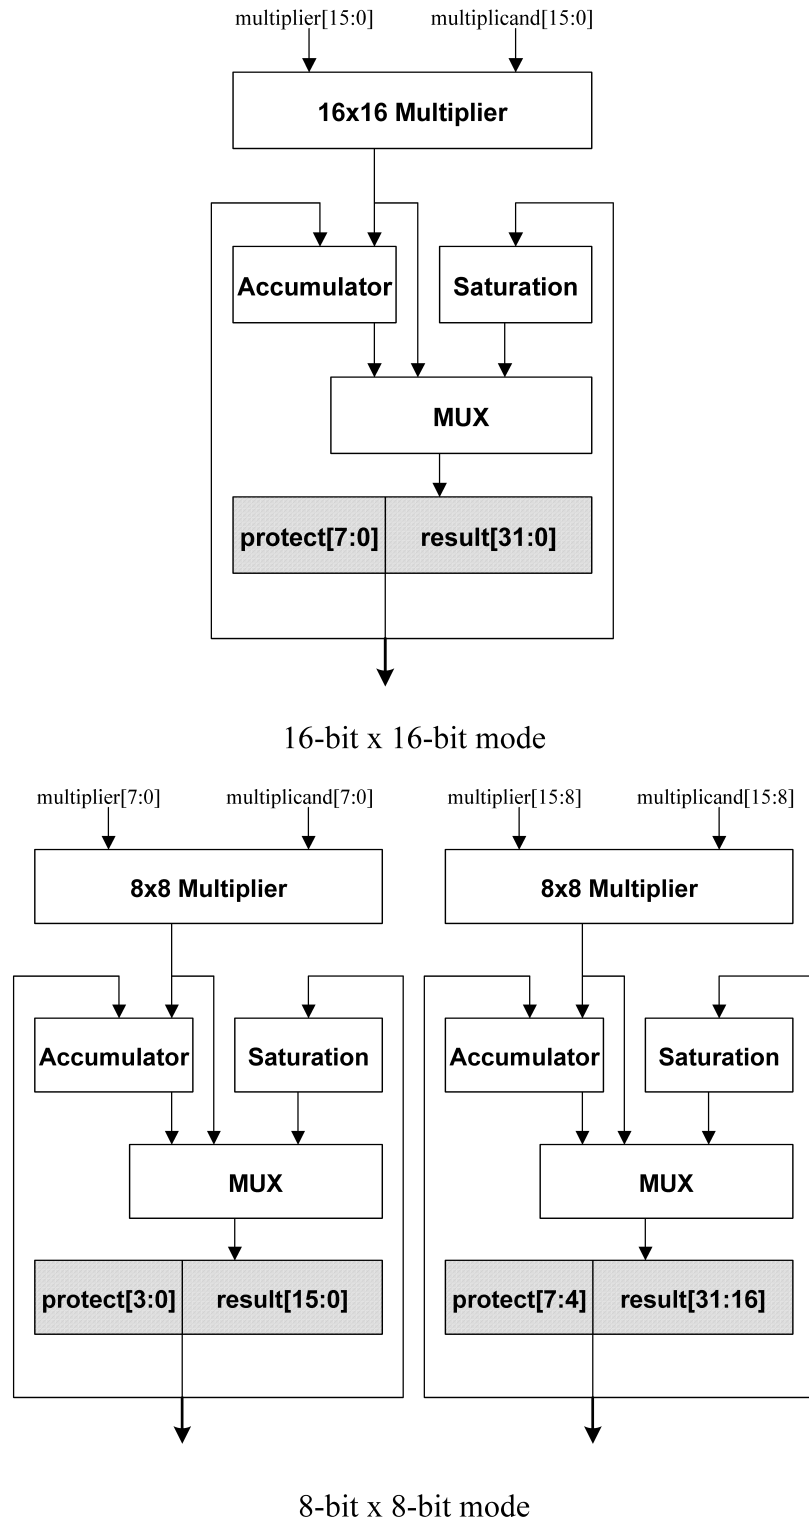 multiplier[15:0] multiplicand[15:0]
16x16 Multiplier
Accumulator Saturation
MUX
protect[7:0] result[31:0]
16-bit x 16-bit mode
multiplier[7:0] multiplicand[7:0] multiplier[15:8] multiplicand[15:8]
8x8 Multiplier 8x8 Multiplier
Accumulator Saturation Accumulator Saturation
MUX MUX
protect[3:0] result[15:0] protect[7:4] result[31:16]
8-bit x 8-bit mode